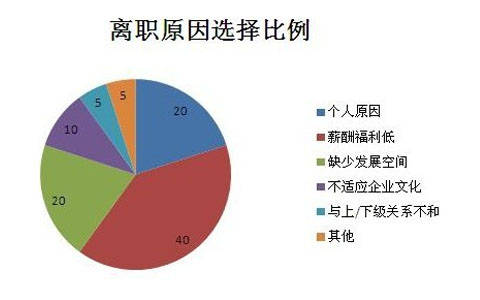 离职原因选择比例
5
5
20
10
20
40
个人原因
薪酬福利低
缺少发展空间
不适应企业文化
与上/下级关系不和
其他